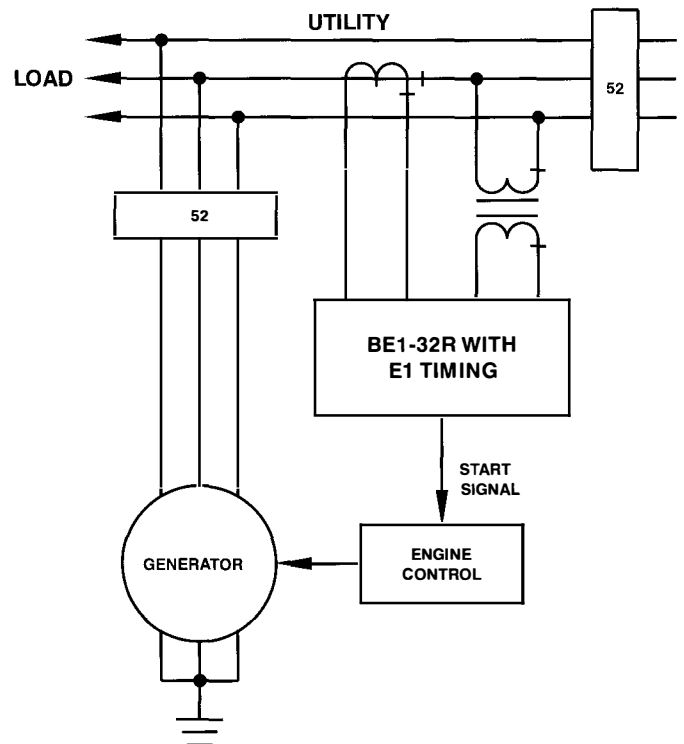 UTILITY
LOAD
52
52
BE1-32R WITH
E1 TIMING
START
SIGNAL
GENERATOR
ENGINE
CONTROL